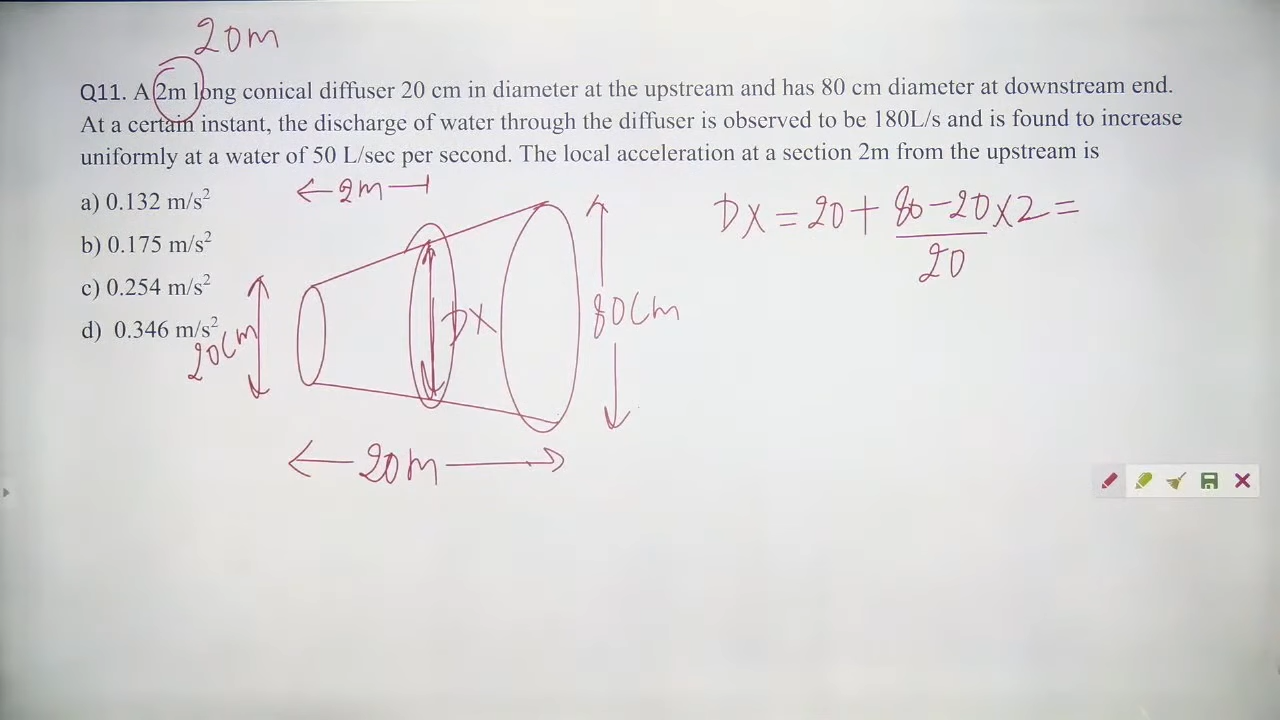 20m
Q11. A 2m long conical diffuser 20 cm in diameter at the upstream and has 80 cm diameter at downstream end.
At a certain instant, the discharge of water through the diffuser is observed to be 180L/s and is found to increase
uniformly at a water of 50 L/sec per second. The local acceleration at a section 2m from the upstream is
a) 0.132 m/s²
b) 0.175 m/s²
c) 0.254 m/s²
d) 0.346 m/s²
2m
20cm
DX
80cm
20m
DX = 20 + 80-20 × 2 =
20